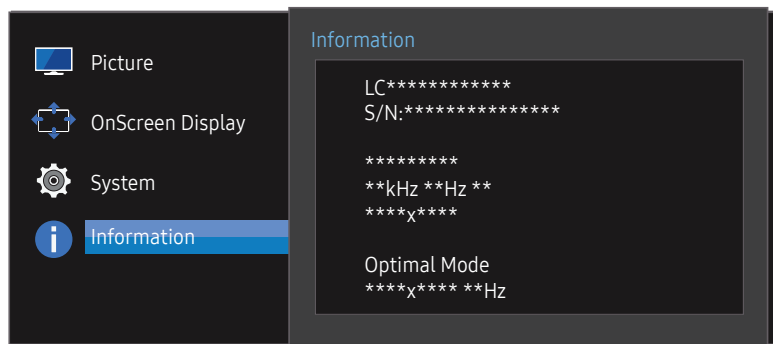 Picture
OnScreen Display
System
Information
Information
LC************
S/N:***************
*********
**kHz **Hz **
****x****
Optimal Mode
****x**** **Hz